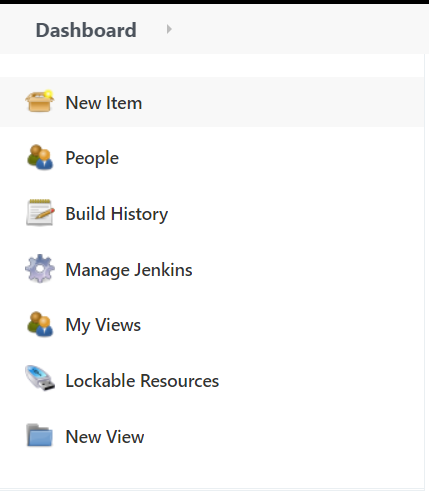 Dashboard
New Item
People
Build History
Manage Jenkins
My Views
Lockable Resources
New View